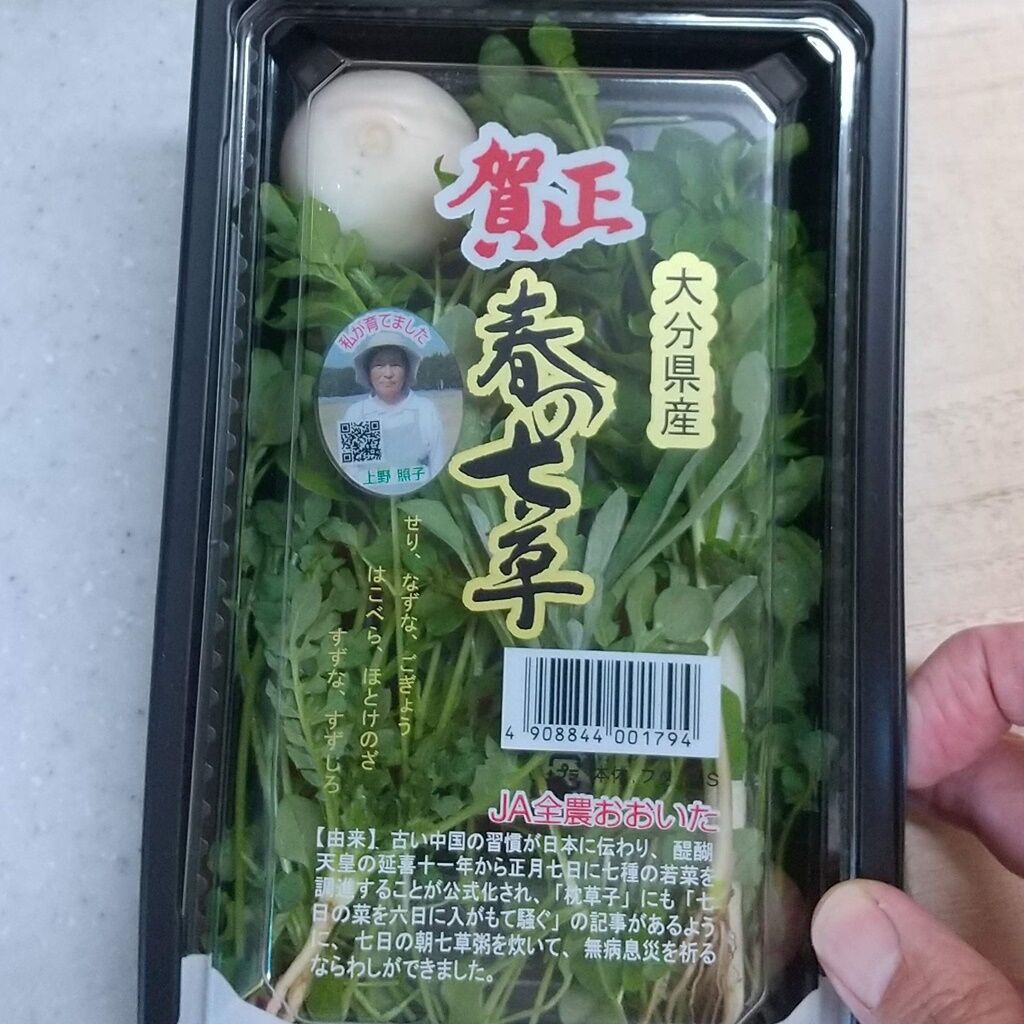 賀正
大分県産
春の七草
私が育てました
上野 照子
せり、なずな、ごぎょう
はこべら、ほとけのざ
すずな、すずしろ
4 908844 001794
プラ
JA全農おおいた
【由来】古い中国の習慣が日本に伝わり、醍醐
天皇の延喜十一年から正月七日に七種の若菜を
調進することが公式化され、「枕草子」にも「七
日の菜を六日に人がもて騒ぐ」の記事があるよう
に、七日の朝七草粥を炊いて、無病息災を祈る
ならわしができました。